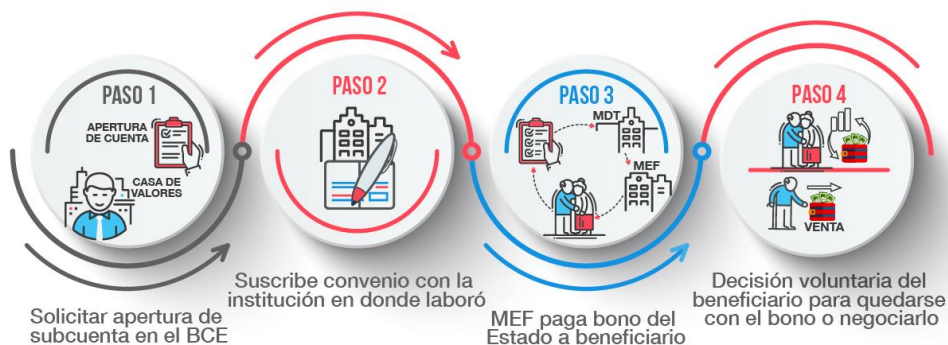 PASO 1
APERTURA
DE CUENTA
CASA DE
VALORES
Solicitar apertura de
subcuenta en el BCE
PASO 2
Suscribe convenio con la
institución en donde laboró
PASO 3
MDT
MEF
MEF paga bono del
Estado a beneficiario
PASO 4
VENTA
Decisión voluntaria del
beneficiario para quedarse
con el bono o negociarlo